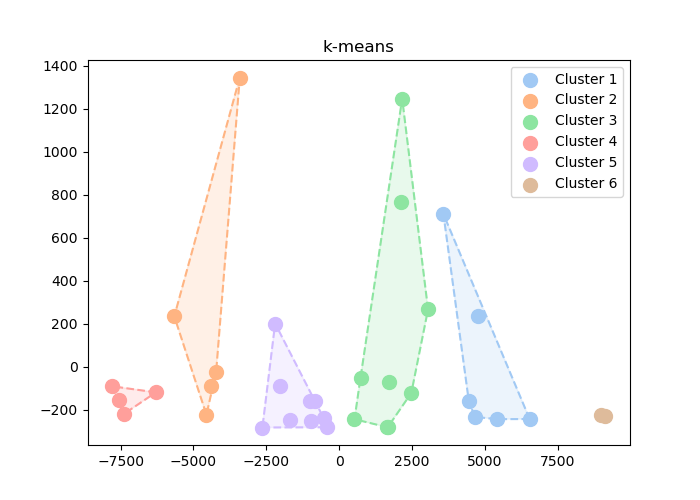 k-means
1400
1200
1000
800
600
400
200
0
−200
−7500 −5000 −2500 0 2500 5000 7500
Cluster 1
Cluster 2
Cluster 3
Cluster 4
Cluster 5
Cluster 6